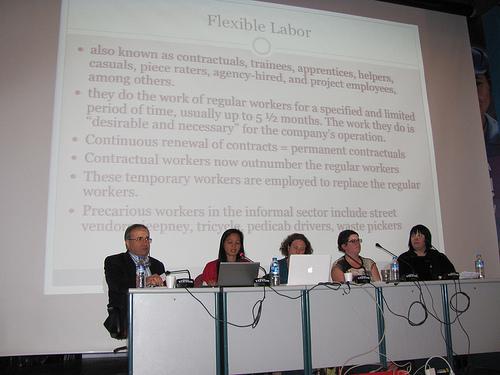 Flexible Labor
• also known as contractuals, trainees, apprentices, helpers,
casuals, piece raters, agency-hired, and project employees,
among others.
• they do the work of regular workers for a specified and limited
period of time, usually up to 5 ½ months. The work they do is
"desirable and necessary" for the company's operation.
• Continuous renewal of contracts = permanent contractuals
• Contractual workers now outnumber the regular workers
• These temporary workers are employed to replace the regular
workers.
• Precarious workers in the informal sector include street
vendors, jeepney, tricycle, pedicab drivers, waste pickers